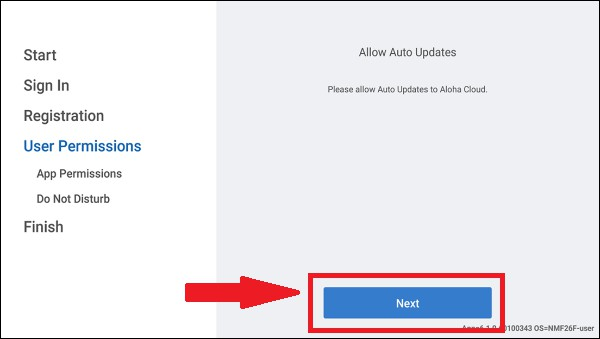 Start
Sign In
Registration
User Permissions
App Permissions
Do Not Disturb
Finish
Allow Auto Updates
Please allow Auto Updates to Aloha Cloud.
Next
OS=NMF26F-user